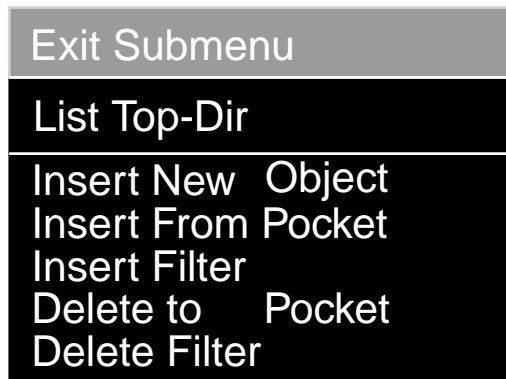 Exit Submenu
List Top-Dir
Insert New Object
Insert From Pocket
Insert Filter
Delete to Pocket
Delete Filter